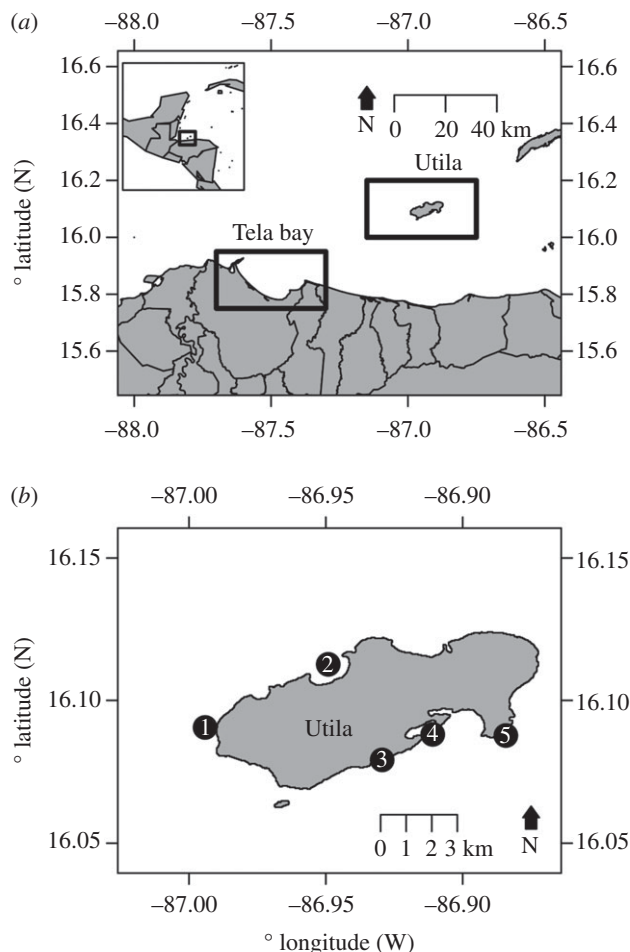 (a)
−88.0 −87.5 −87.0 −86.5
16.6 16.6
N 0 20 40 km
16.4 16.4
16.2 Utila 16.2
16.0 Tela bay 16.0
15.8 15.8
15.6 15.6
° latitude (N)
−88.0 −87.5 −87.0 −86.5
(b)
−87.00 −86.95 −86.90
16.15 16.15
2
16.10 16.10
1 Utila 4 5
3
0 1 2 3 km
16.05 N 16.05
° latitude (N)
−87.00 −86.95 −86.90
° longitude (W)